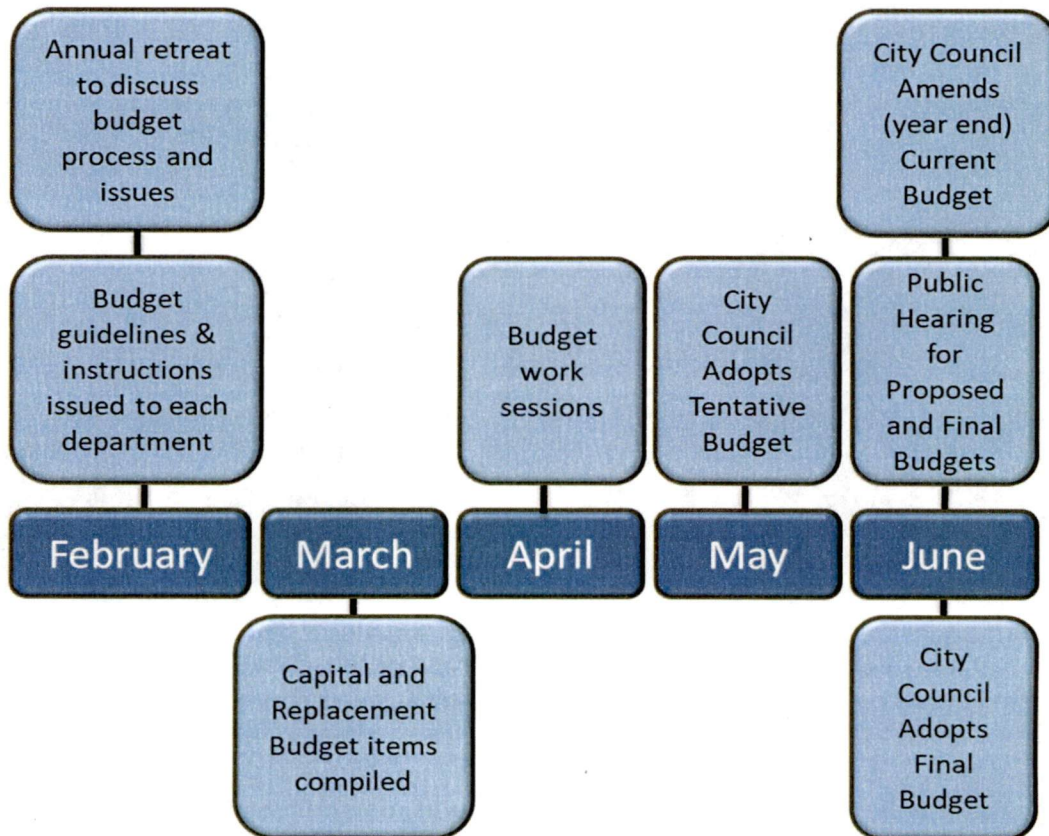 Annual retreat
to discuss
budget
process and
issues
City Council
Amends
(year end)
Current
Budget
Budget
guidelines &
instructions
issued to each
department
Budget
work
sessions
City
Council
Adopts
Tentative
Budget
Public
Hearing
for
Proposed
and Final
Budgets
February
March
April
May
June
Capital and
Replacement
Budget items
compiled
City
Council
Adopts
Final
Budget